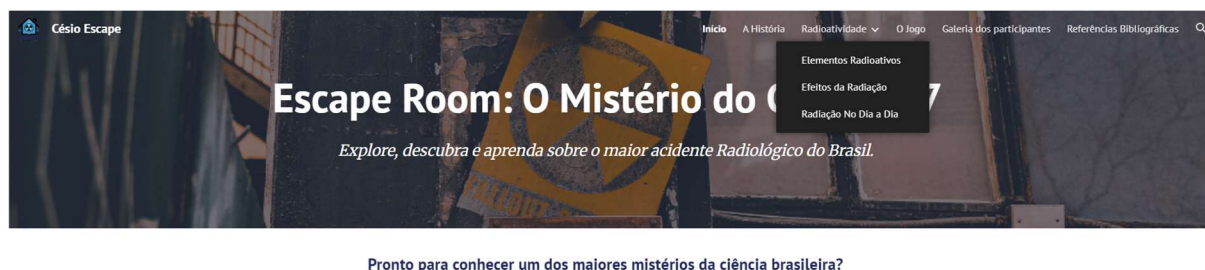 Césio Escape
Início A História Radioatividade O Jogo Galeria dos participantes Referências Bibliográficas
Elementos Radioativos
Efeitos da Radiação
Radiação No Dia a Dia
Escape Room: O Mistério do
Explore, descubra e aprenda sobre o maior acidente Radiológico do Brasil.
FALLOUT
Pronto para conhecer um dos maiores mistérios da ciência brasileira?